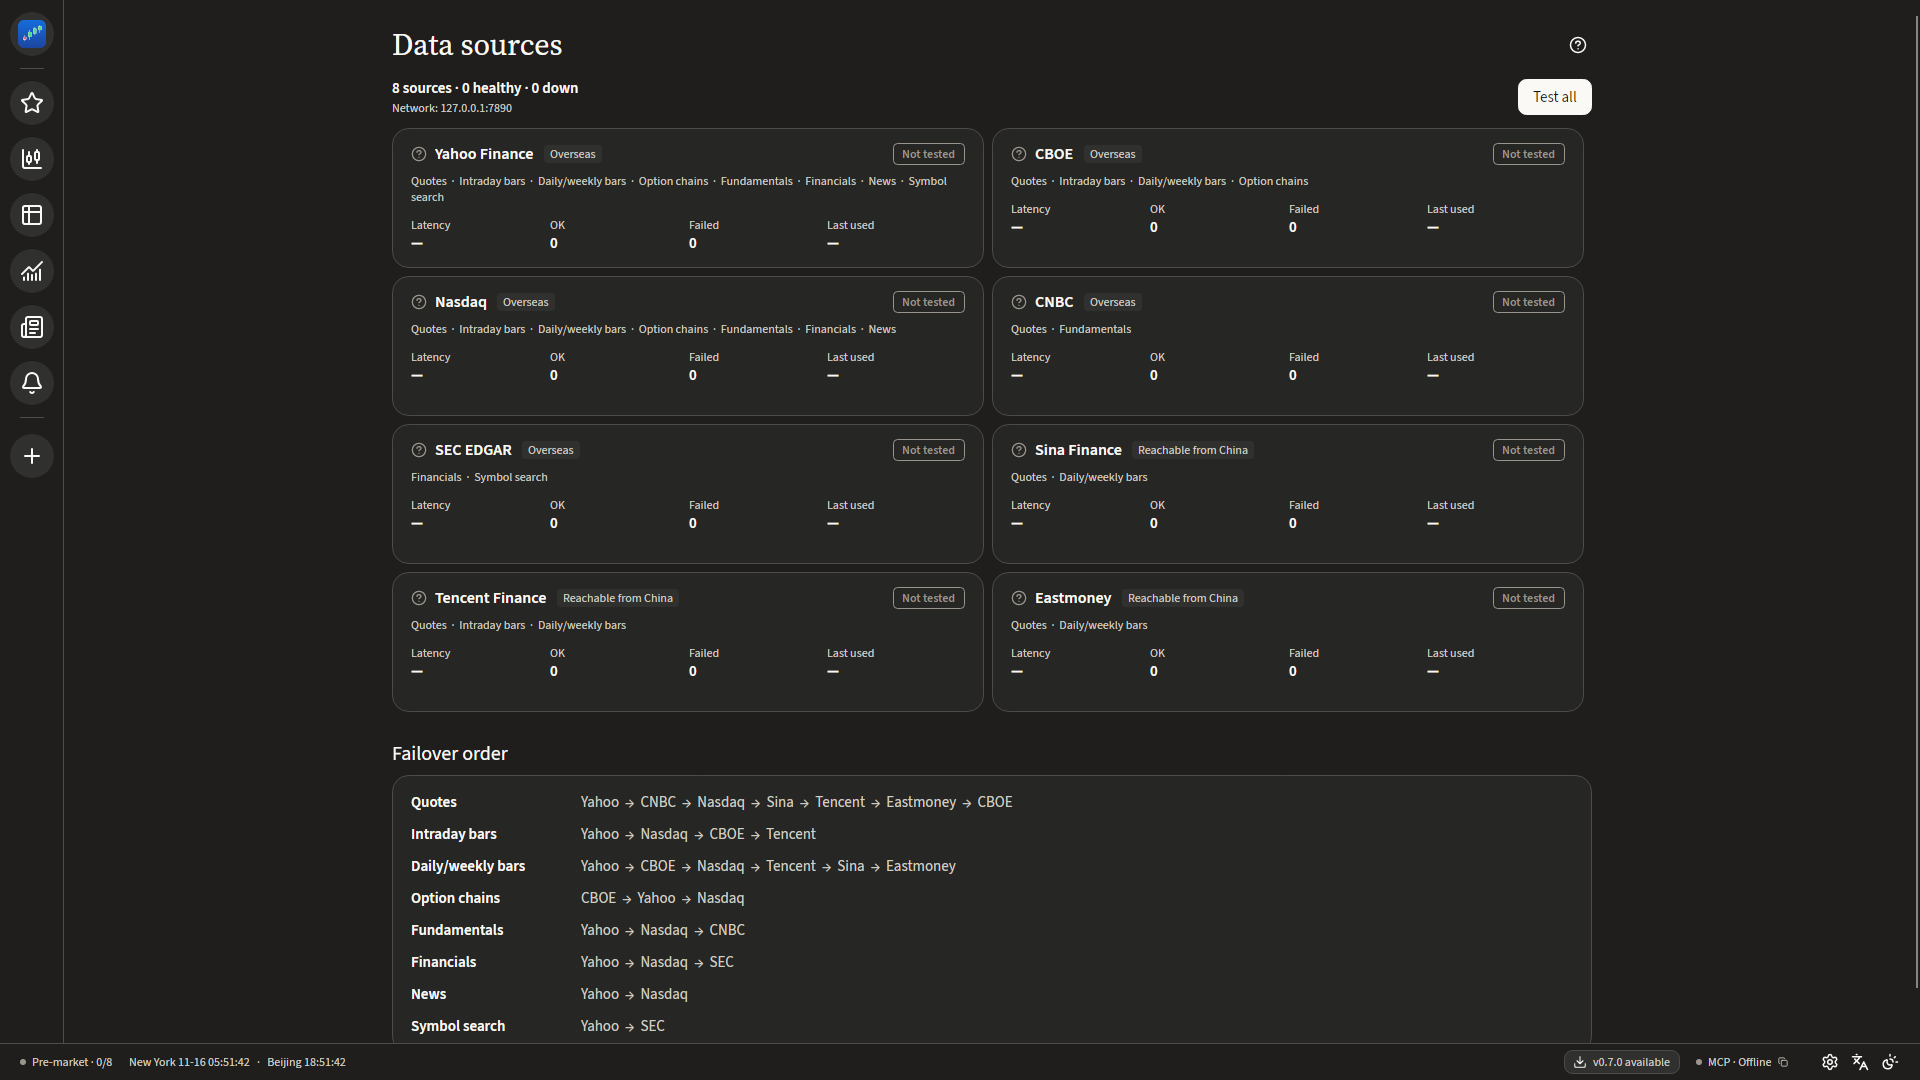 Data sources
8 sources · 0 healthy · 0 down
Network: 127.0.0.1:7890
Test all
Yahoo Finance Overseas Not tested
Quotes · Intraday bars · Daily/weekly bars · Option chains · Fundamentals · Financials · News · Symbol
search
Latency OK Failed Last used
— 0 0 —
CBOE Overseas Not tested
Quotes · Intraday bars · Daily/weekly bars · Option chains
Latency OK Failed Last used
— 0 0 —
Nasdaq Overseas Not tested
Quotes · Intraday bars · Daily/weekly bars · Option chains · Fundamentals · Financials · News
Latency OK Failed Last used
— 0 0 —
CNBC Overseas Not tested
Quotes · Fundamentals
Latency OK Failed Last used
— 0 0 —
SEC EDGAR Overseas Not tested
Financials · Symbol search
Latency OK Failed Last used
— 0 0 —
Sina Finance Reachable from China Not tested
Quotes · Daily/weekly bars
Latency OK Failed Last used
— 0 0 —
Tencent Finance Reachable from China Not tested
Quotes · Intraday bars · Daily/weekly bars
Latency OK Failed Last used
— 0 0 —
Eastmoney Reachable from China Not tested
Quotes · Daily/weekly bars
Latency OK Failed Last used
— 0 0 —
Failover order
Quotes Yahoo → CNBC → Nasdaq → Sina → Tencent → Eastmoney → CBOE
Intraday bars Yahoo → Nasdaq → CBOE → Tencent
Daily/weekly bars Yahoo → CBOE → Nasdaq → Tencent → Sina → Eastmoney
Option chains CBOE → Yahoo → Nasdaq
Fundamentals Yahoo → Nasdaq → CNBC
Financials Yahoo → Nasdaq → SEC
News Yahoo → Nasdaq
Symbol search Yahoo → SEC
Pre-market · 0/8 New York 11-16 05:51:42 · Beijing 18:51:42 v0.7.0 available MCP · Offline